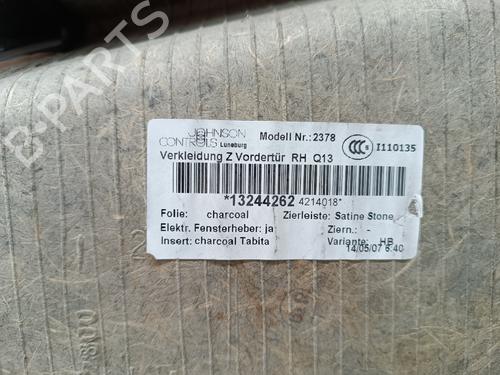 B-PARTS
JOHNSON CONTROLS Lüneburg
Modell Nr.:2378
CCC
I110135
Verkleidung Z Vordertür RH Q13
*13244262 4214018*
Folie: charcoal Zierleiste: Satine Stone
Elektr. Fensterheber: ja Ziern.: -
Insert: charcoal Tabita Variante: HB
14/05/07 6:40